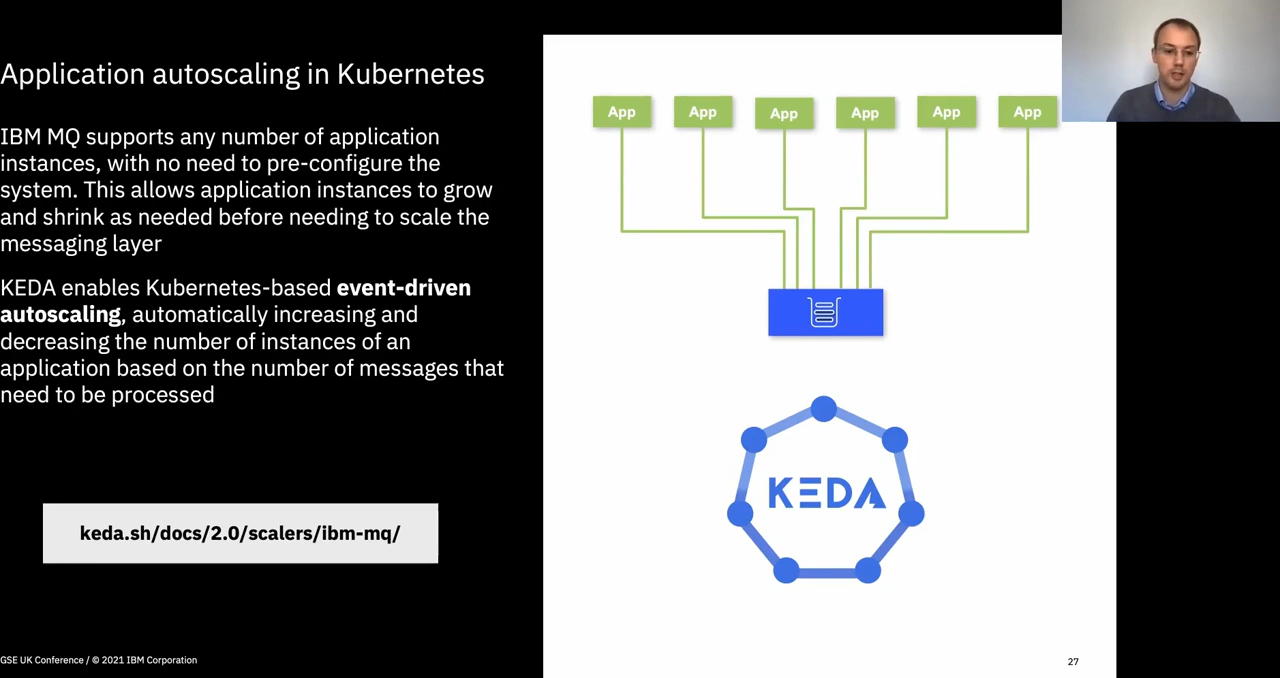 Application autoscaling in Kubernetes
IBM MQ supports any number of application
instances, with no need to pre-configure the
system. This allows application instances to grow
and shrink as needed before needing to scale the
messaging layer
KEDA enables Kubernetes-based event-driven
autoscaling, automatically increasing and
decreasing the number of instances of an
application based on the number of messages that
need to be processed
keda.sh/docs/2.0/scalers/ibm-mq/
GSE UK Conference / © 2021 IBM Corporation
App App App App App App
KEDA
27